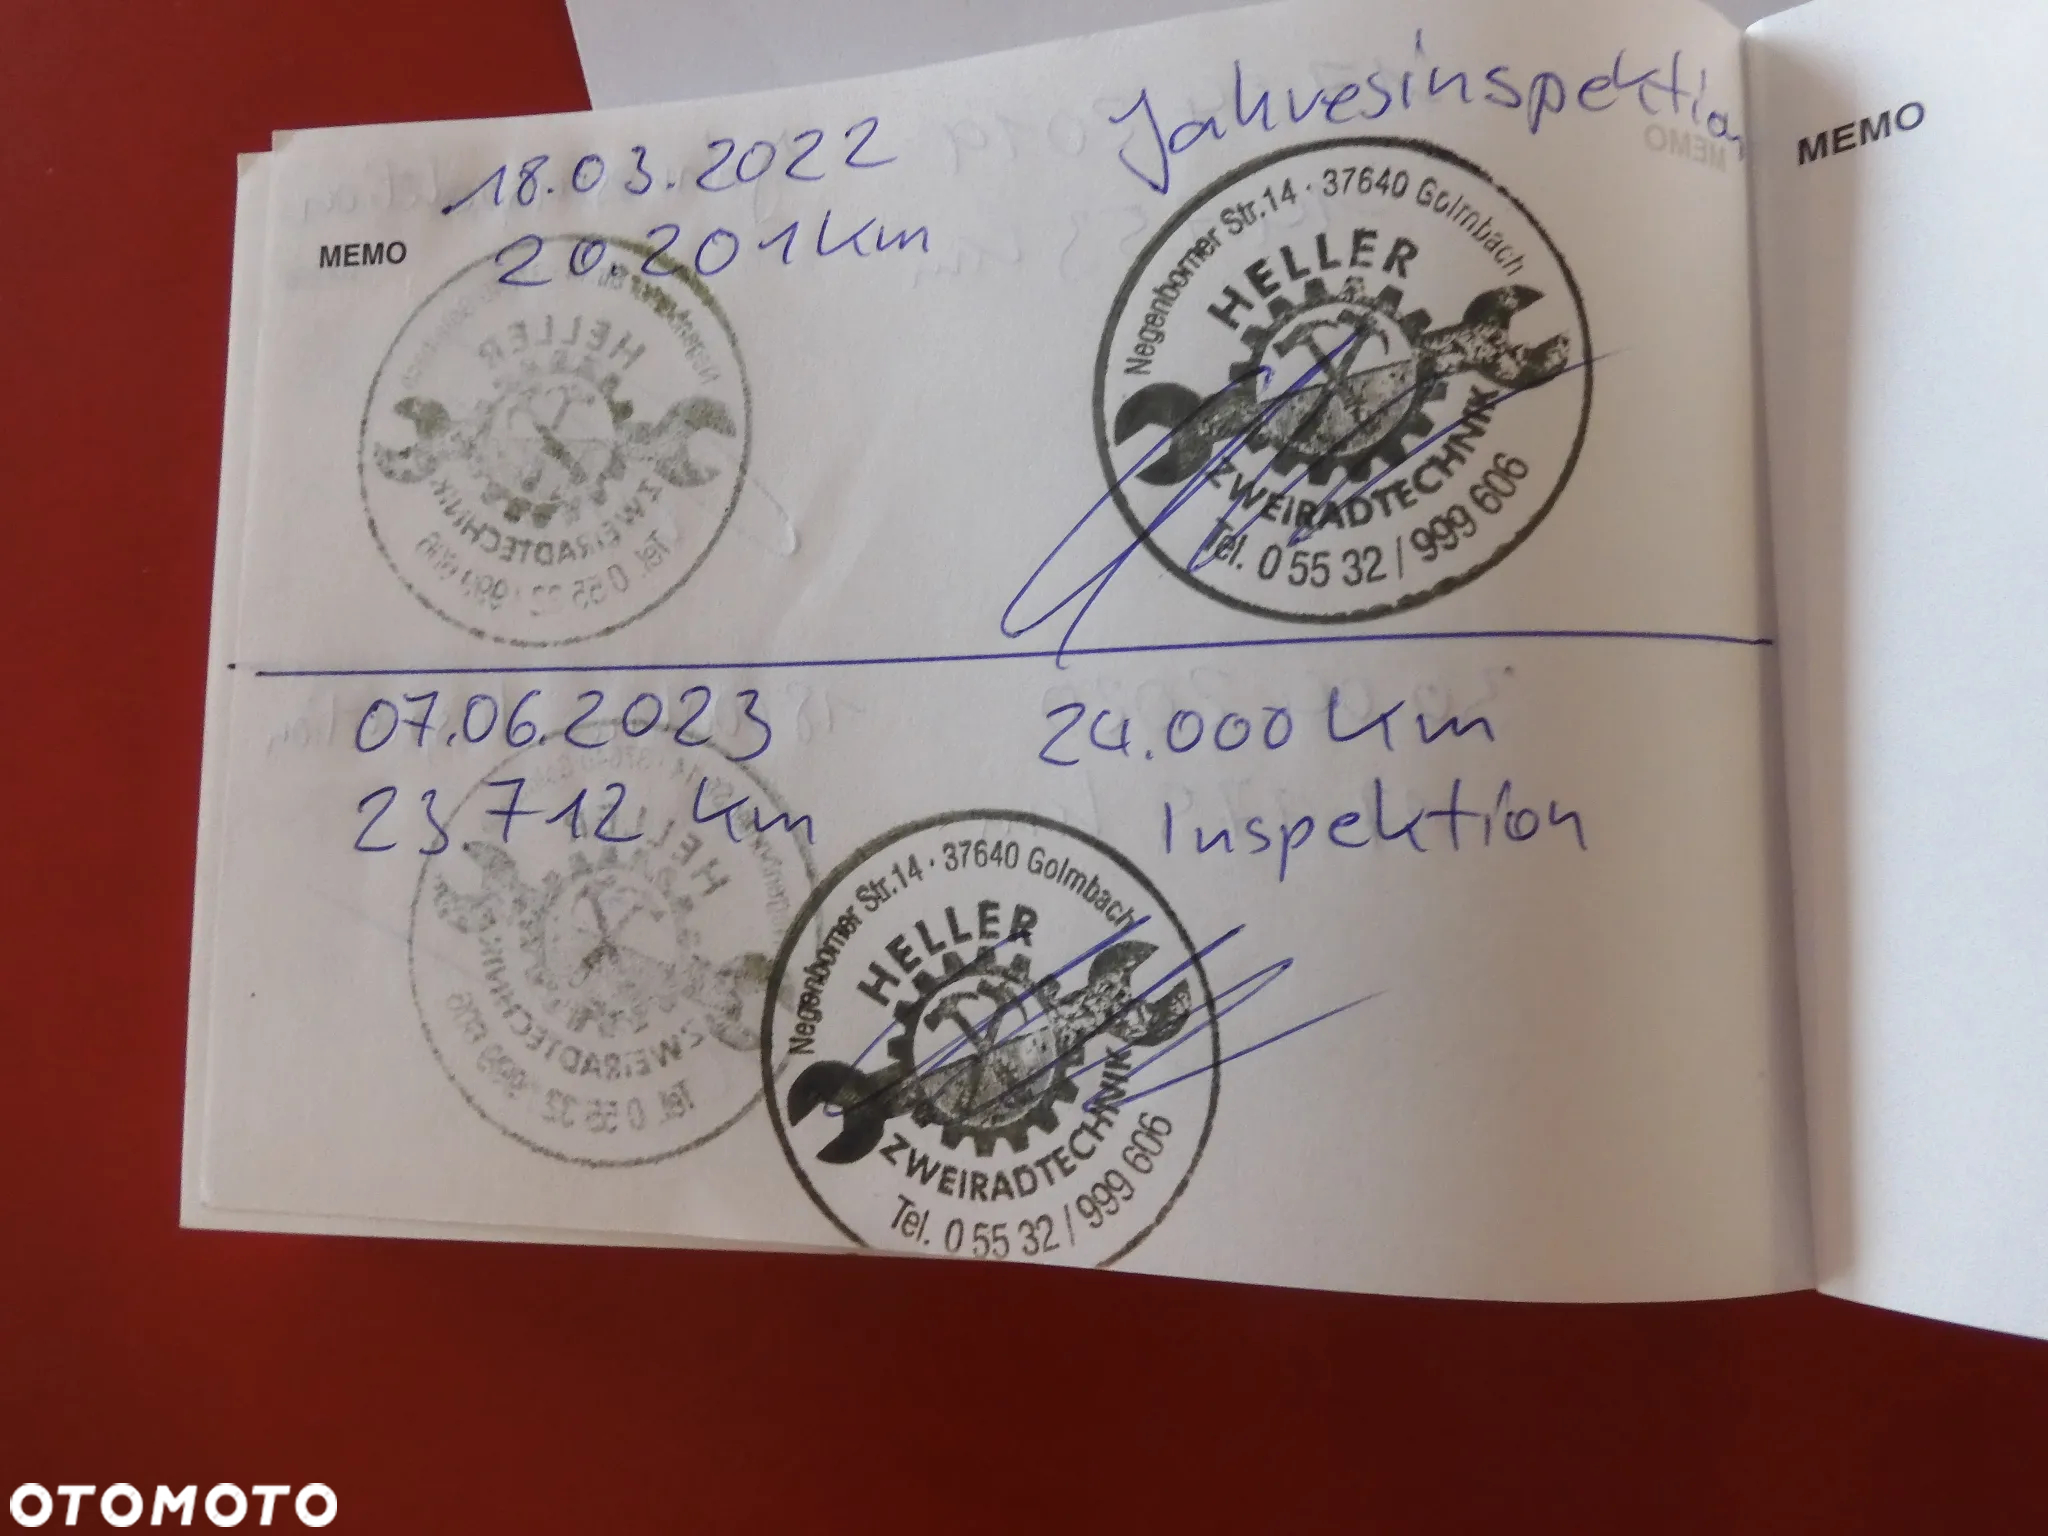 18.03.2022
20.201 km
Jahresinspektion
MEMO
MEMO
Negenborner Str.14 · 37640 Golmbach
HELLER
ZWEIRADTECHNIK
Tel. 0 55 32 / 999 606
07.06.2023
23.712 km
24.000 km
Inspektion
Negenborner Str.14 · 37640 Golmbach
HELLER
ZWEIRADTECHNIK
Tel. 0 55 32 / 999 606
OTOMOTO